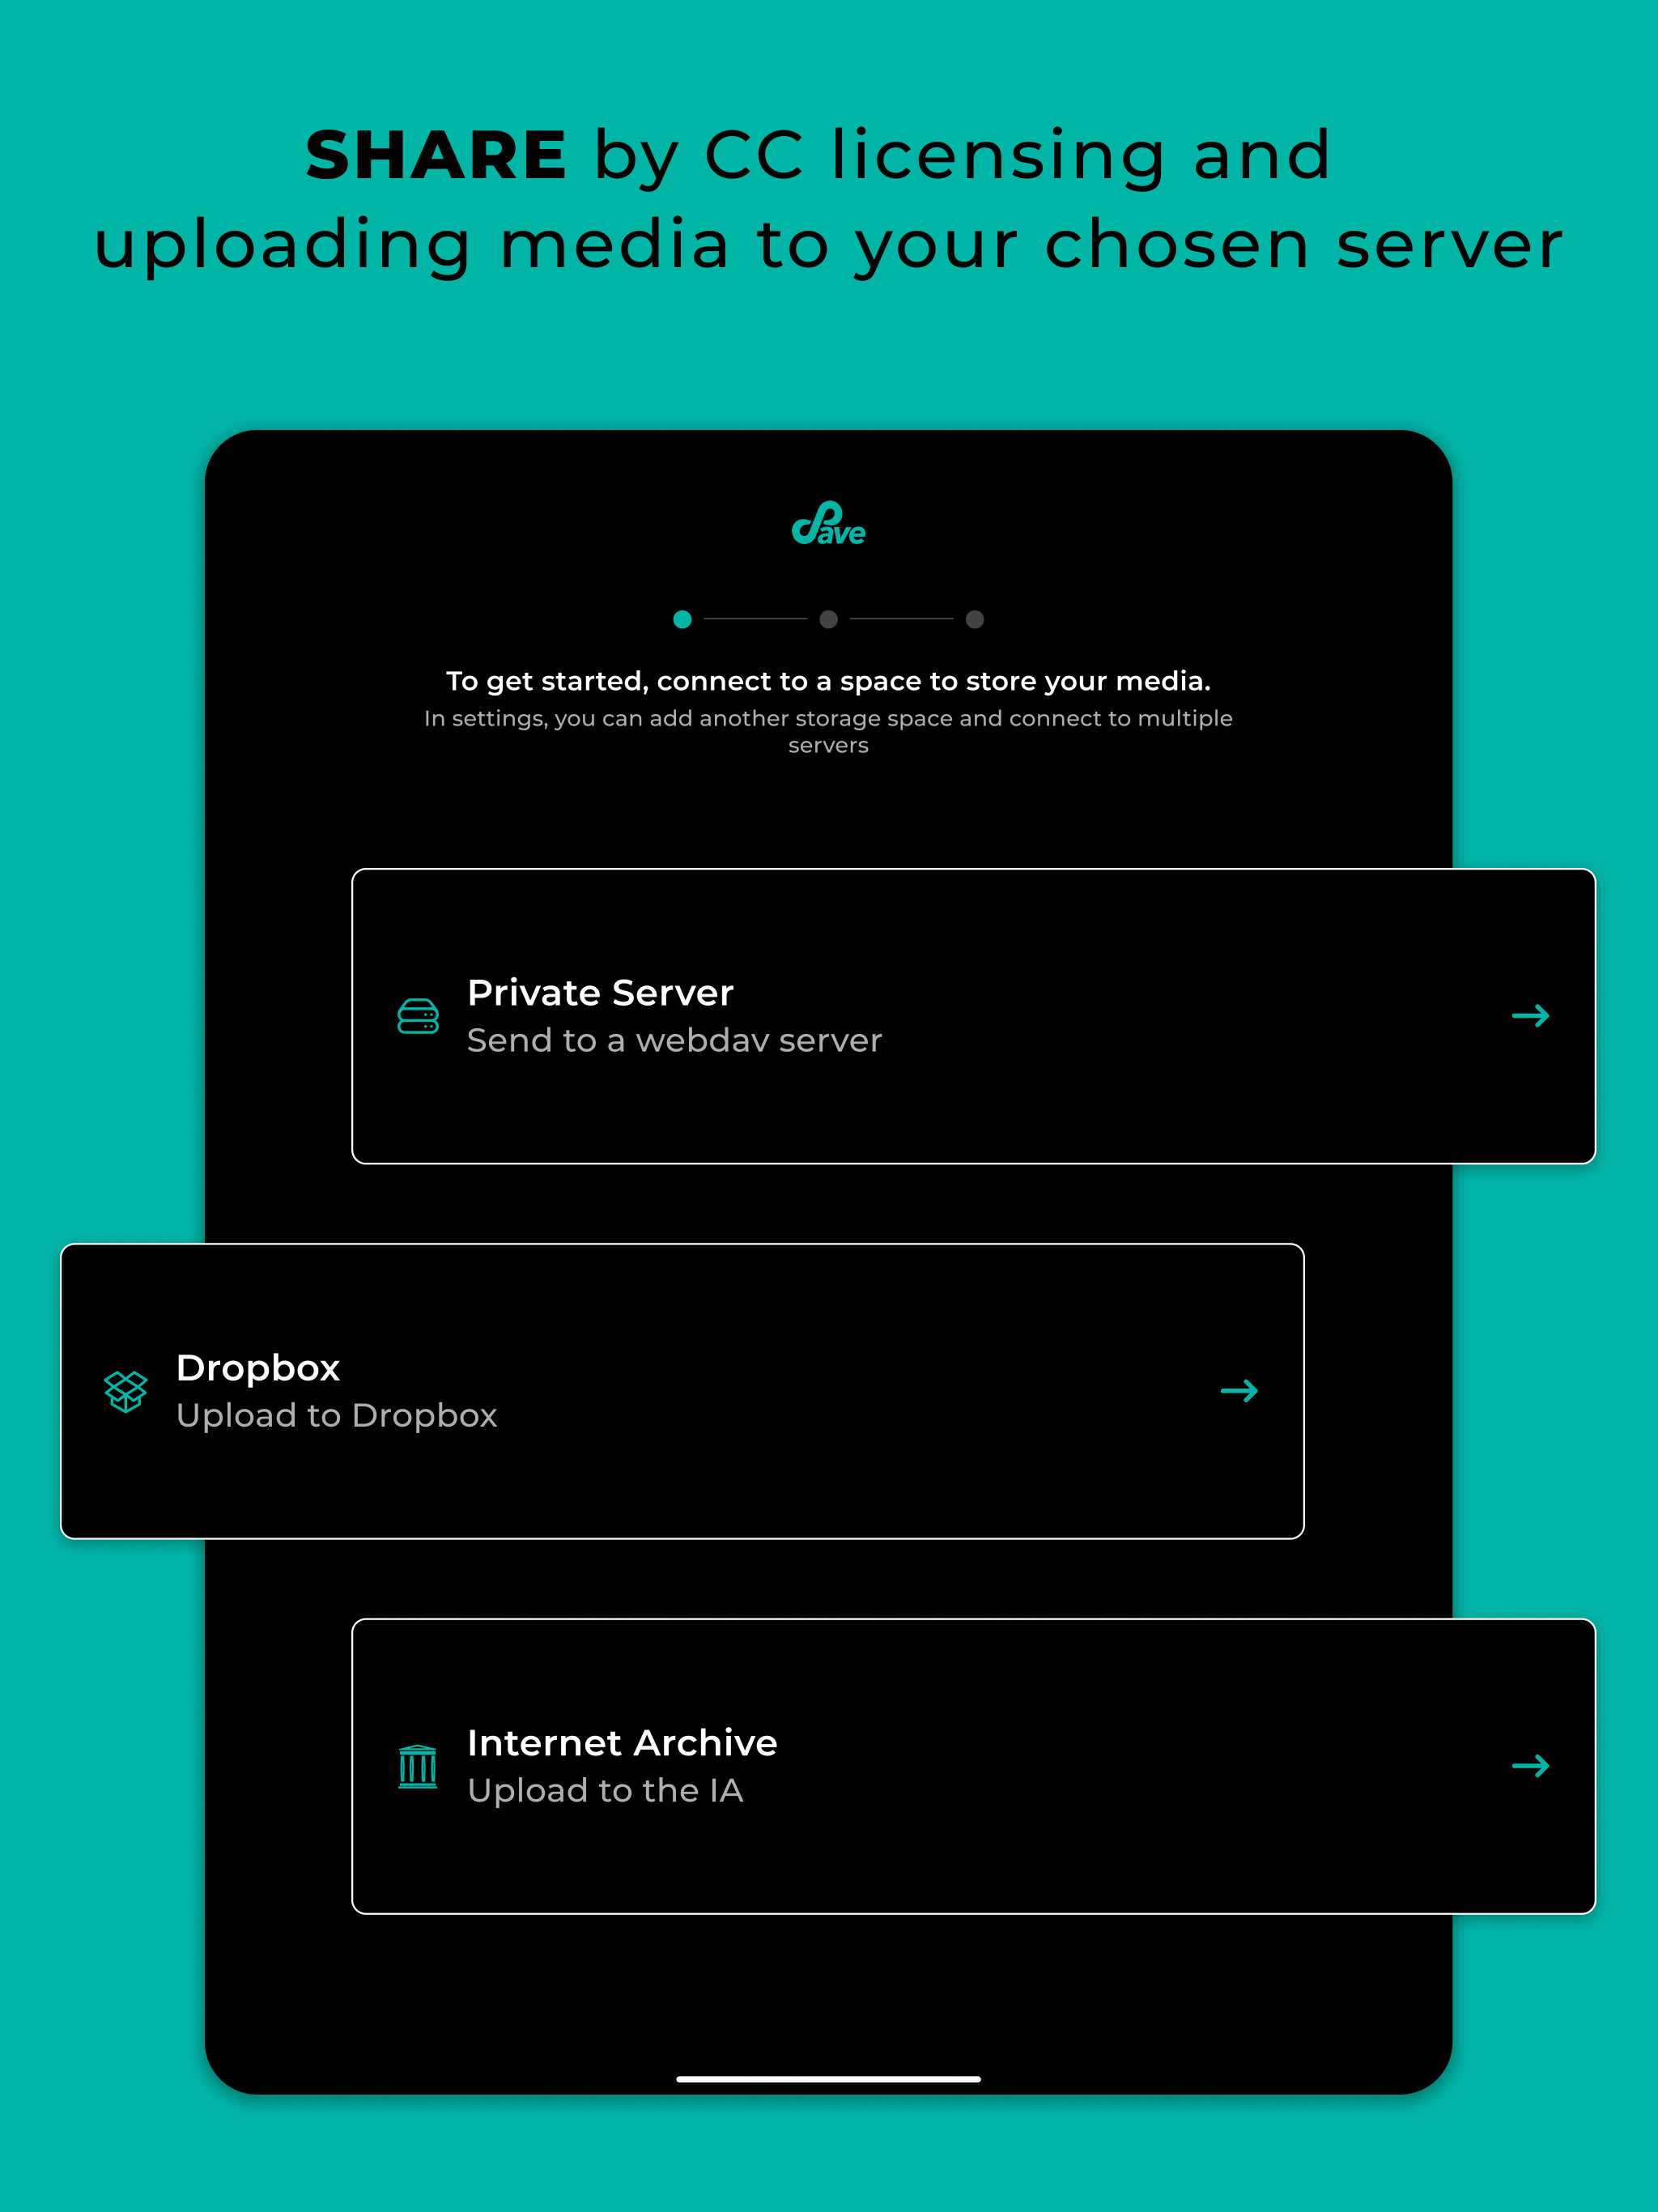 SHARE by CC licensing and
uploading media to your chosen server
Save
To get started, connect to a space to store your media.
In settings, you can add another storage space and connect to multiple
servers
Private Server
Send to a webdav server
Dropbox
Upload to Dropbox
Internet Archive
Upload to the IA